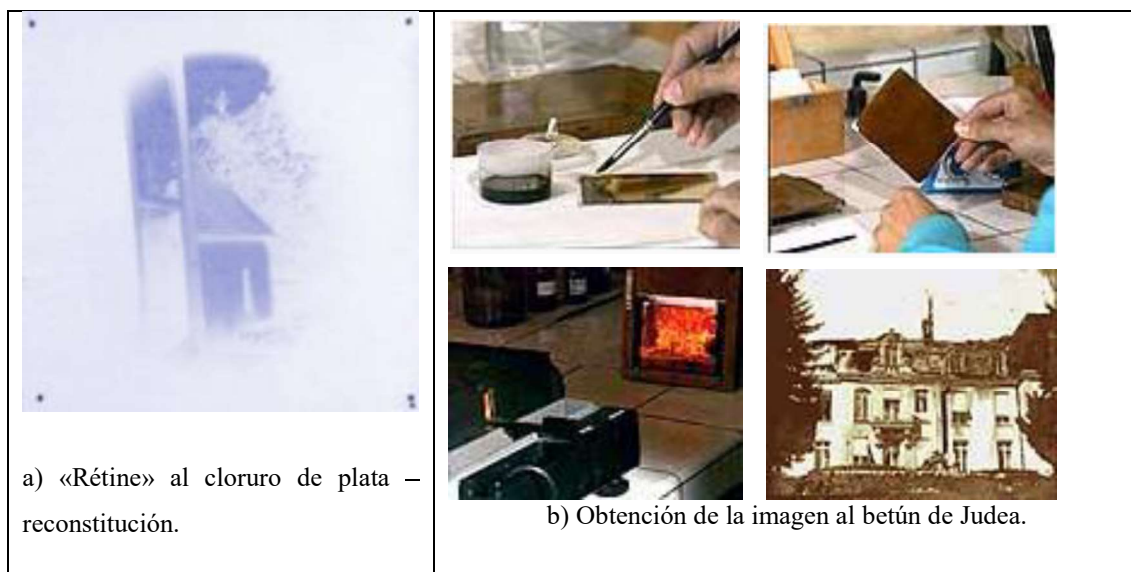 a) «Rétine» al cloruro de plata –
reconstitución.
b) Obtención de la imagen al betún de Judea.